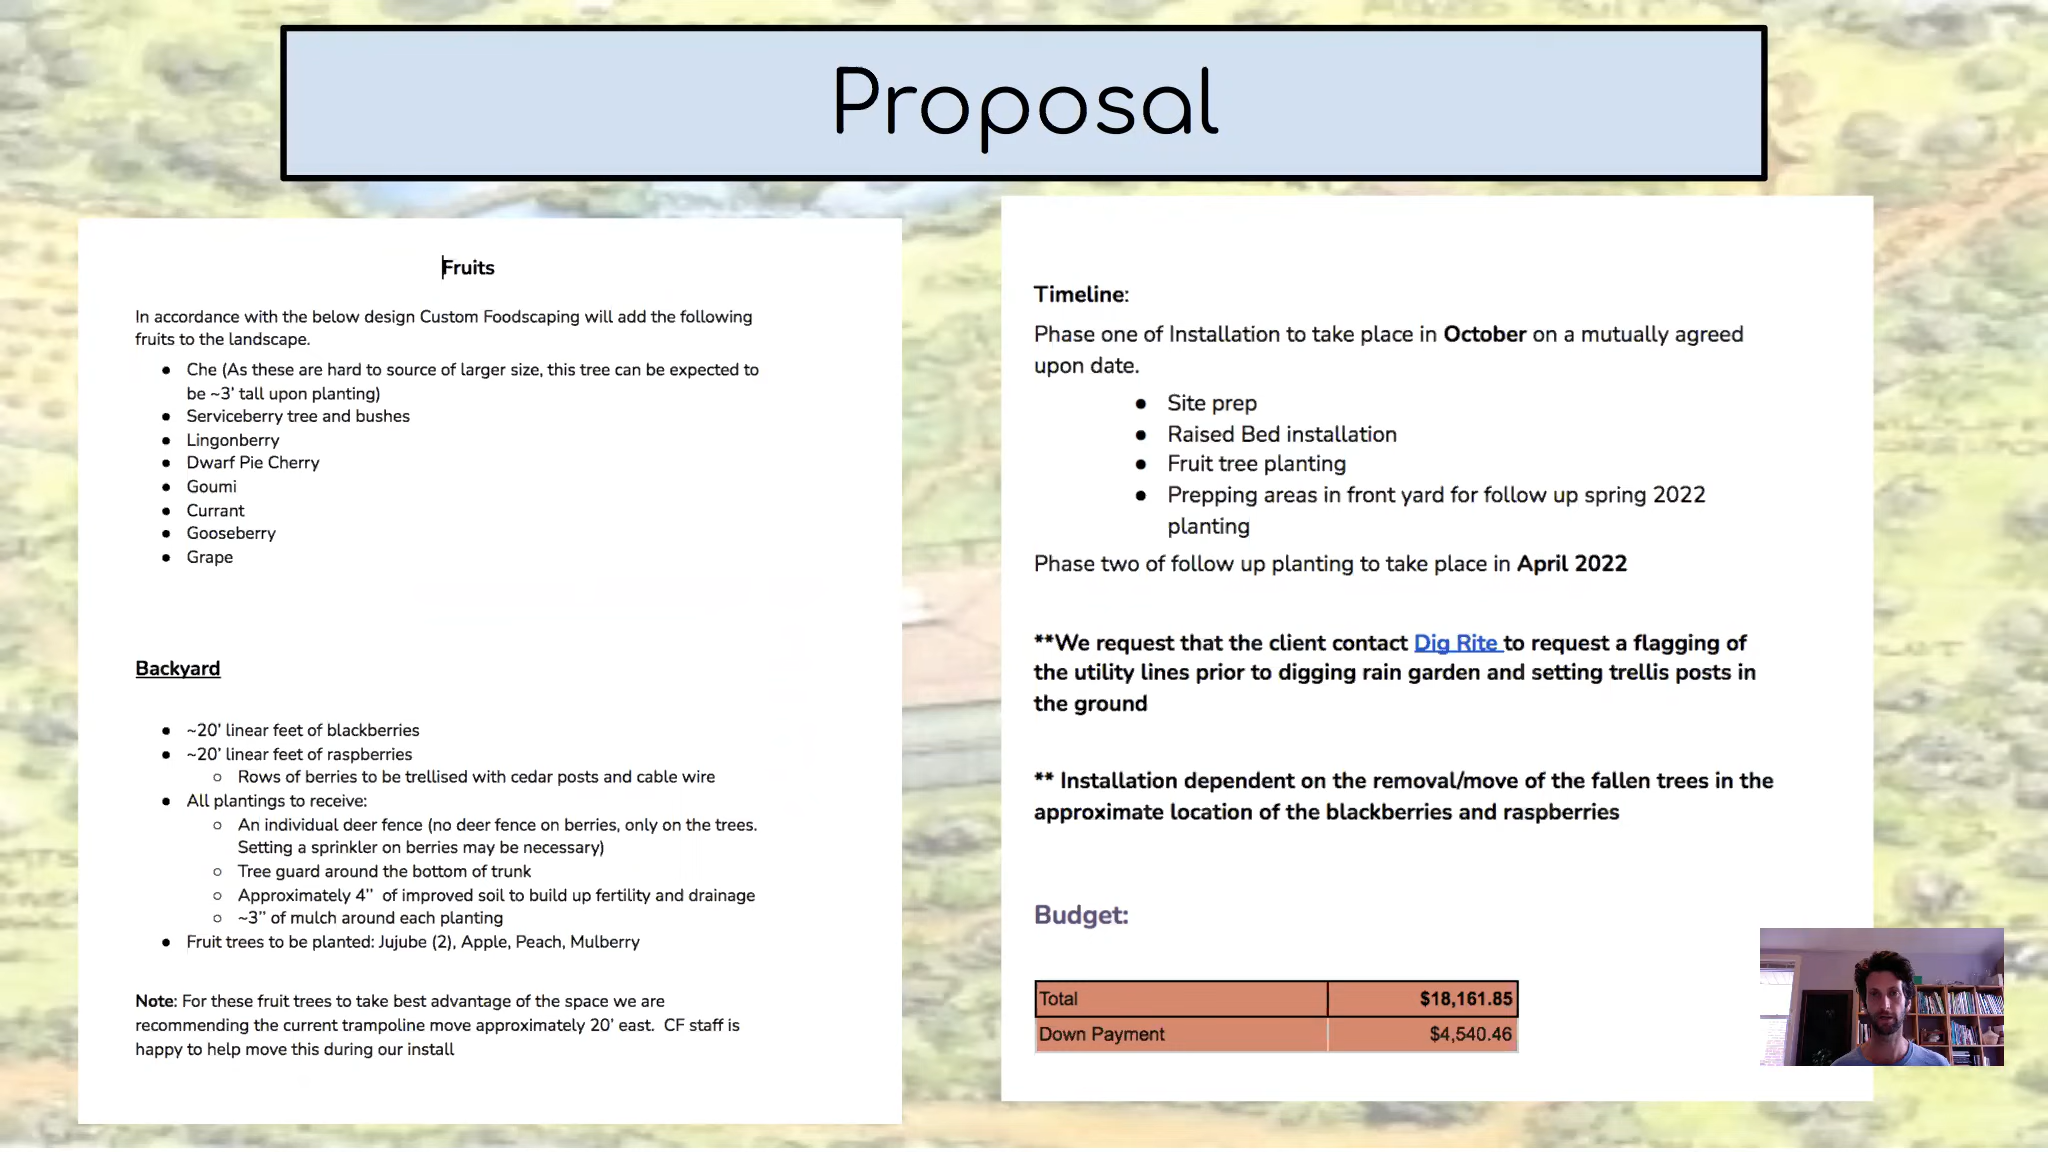 Proposal
Fruits
In accordance with the below design Custom Foodscaping will add the following
fruits to the landscape.
● Che (As these are hard to source of larger size, this tree can be expected to
be ~3’ tall upon planting)
● Serviceberry tree and bushes
● Lingonberry
● Dwarf Pie Cherry
● Goumi
● Currant
● Gooseberry
● Grape
Backyard
● ~20’ linear feet of blackberries
● ~20’ linear feet of raspberries
○ Rows of berries to be trellised with cedar posts and cable wire
● All plantings to receive:
○ An individual deer fence (no deer fence on berries, only on the trees.
Setting a sprinkler on berries may be necessary)
○ Tree guard around the bottom of trunk
○ Approximately 4’’ of improved soil to build up fertility and drainage
○ ~3’’ of mulch around each planting
● Fruit trees to be planted: Jujube (2), Apple, Peach, Mulberry
Note: For these fruit trees to take best advantage of the space we are
recommending the current trampoline move approximately 20’ east. CF staff is
happy to help move this during our install
Timeline:
Phase one of Installation to take place in October on a mutually agreed
upon date.
● Site prep
● Raised Bed installation
● Fruit tree planting
● Prepping areas in front yard for follow up spring 2022
planting
Phase two of follow up planting to take place in April 2022
**We request that the client contact Dig Rite to request a flagging of
the utility lines prior to digging rain garden and setting trellis posts in
the ground
** Installation dependent on the removal/move of the fallen trees in the
approximate location of the blackberries and raspberries
Budget:
Total $18,161.85
Down Payment $4,540.46